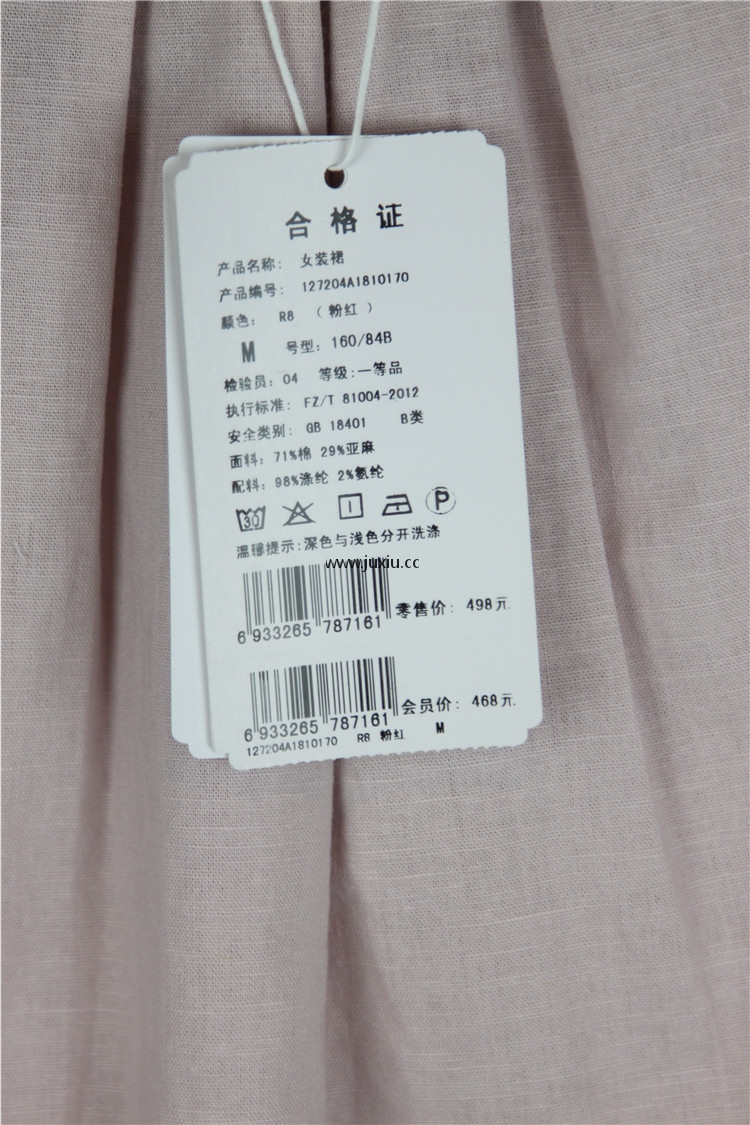 合格证
产品名称: 女装裙
产品编号: 127204A1810170
颜色: R8 （粉红）
M 号型: 160/84B
检验员: 04 等级:一等品
执行标准: FZ/T 81004-2012
安全类别: GB 18401 B类
面料: 71%棉 29%亚麻
配料: 98%涤纶 2%氨纶
30 P
温馨提示:深色与浅色分开洗涤
www.juxiu.cc
6 933265 787161 零售价: 498元.
6 933265 787161 会员价: 468元.
127204A1810170 R8 粉红 M